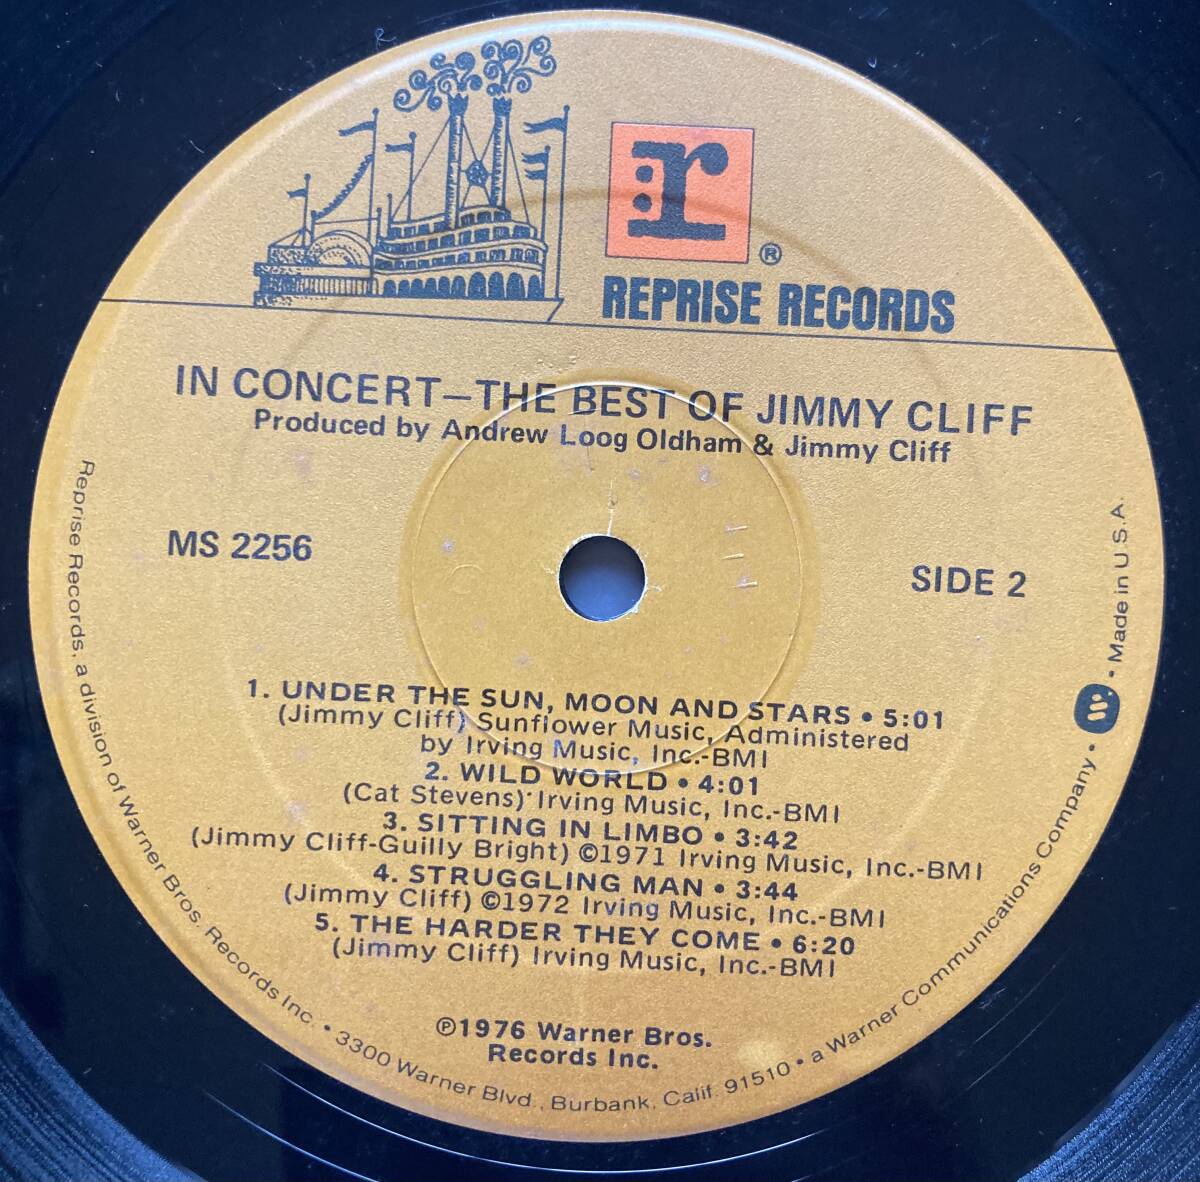 r
®
REPRISE RECORDS
IN CONCERT—THE BEST OF JIMMY CLIFF
Produced by Andrew Loog Oldham & Jimmy Cliff
MS 2256
SIDE 2
1. UNDER THE SUN, MOON AND STARS • 5:01
(Jimmy Cliff) Sunflower Music, Administered
by Irving Music, Inc.-BMI
2. WILD WORLD • 4:01
(Cat Stevens) Irving Music, Inc.-BMI
3. SITTING IN LIMBO • 3:42
(Jimmy Cliff-Guilly Bright) ©1971 Irving Music, Inc.-BMI
4. STRUGGLING MAN • 3:44
(Jimmy Cliff) ©1972 Irving Music, Inc.-BMI
5. THE HARDER THEY COME • 6:20
(Jimmy Cliff) Irving Music, Inc.-BMI
℗1976 Warner Bros.
Records Inc.
Reprise Records, a division of Warner Bros. Records Inc. • 3300 Warner Blvd., Burbank, Calif. 91510 • a Warner Communications Company • W • Made in U.S.A.